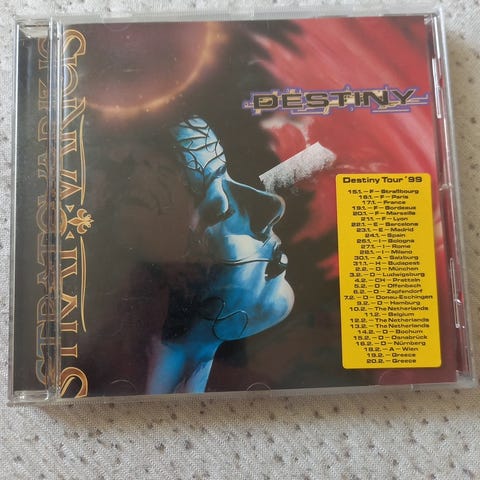 STRATOVARIUS
DESTINY
Destiny Tour '99
15.1. – F – Straßbourg
16.1. – F – Paris
17.1. – France
19.1. – F – Bordeaux
20.1. – F – Marseille
21.1. – F – Lyon
22.1. – E – Barcelona
23.1. – E – Madrid
24.1. – Spain
26.1. – I – Bologna
27.1. – I – Romburg
28.1. – I – Milano
30.1. – A – Salzburg
31.1. – H – Budapest
2.2. – D – München
3.2. – D – Ludwigsburg
4.2. – CH – Pratteln
5.2. – D – Offenbach
6.2. – D – Zapfendorf
7.2. – D – Doneu-Eschingen
9.2. – D – Hamburg
10.2. – The Netherlands
11.2. – Belgium
12.2. – The Netherlands
13.2. – The Netherlands
14.2. – D – Bochum
15.2. – D – Osnabrück
16.2. – D – Nürnberg
18.2. – A – Wien
19.2. – Greece
20.2. – Greece